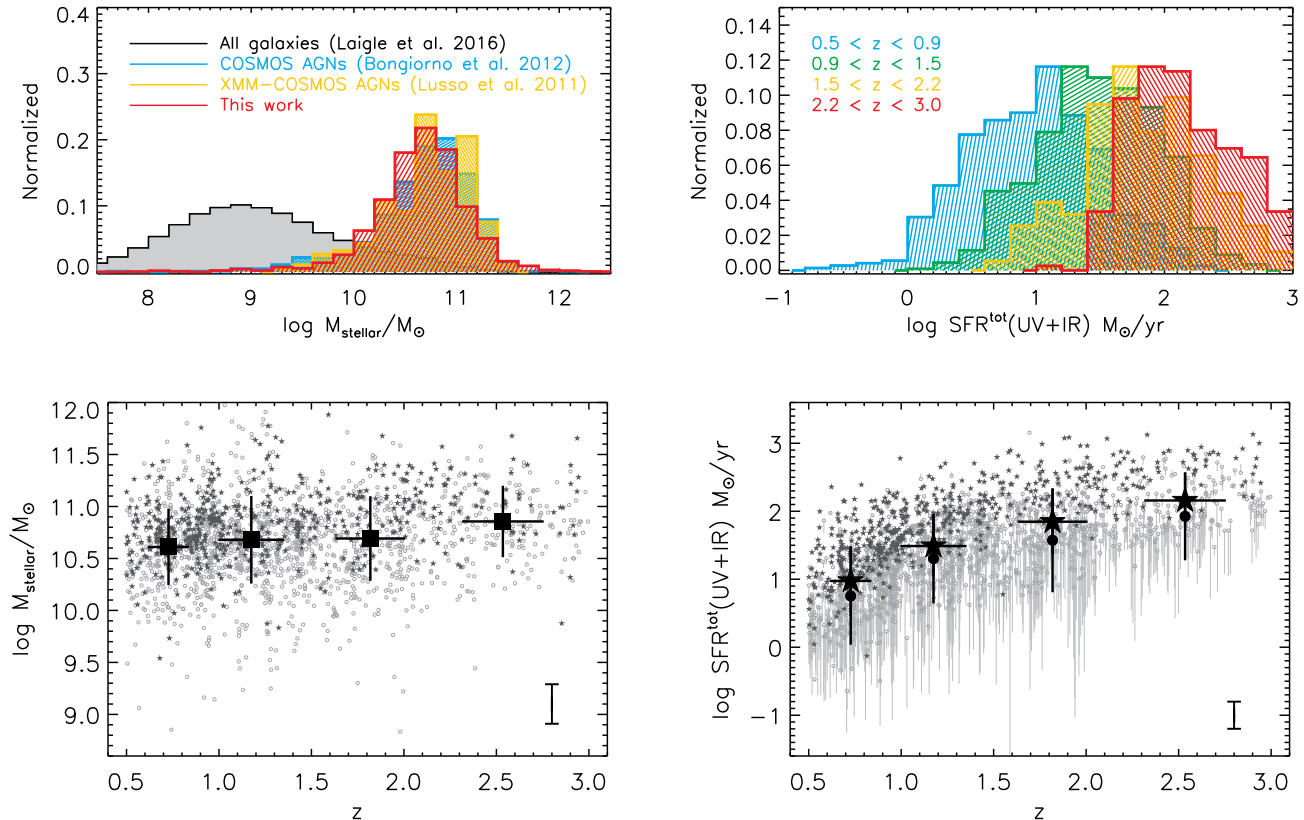 0.4
0.3
0.2
0.1
0.0
Normalized
All galaxies (Laigle et al. 2016)
COSMOS AGNs (Bongiorno et al. 2012)
XMM-COSMOS AGNs (Lusso et al. 2011)
This work
8 9 10 11 12
log M_stellar/M⊙
0.14
0.12
0.10
0.08
0.06
0.04
0.02
0.00
Normalized
0.5 < z < 0.9
0.9 < z < 1.5
1.5 < z < 2.2
2.2 < z < 3.0
−1 0 1 2 3
log SFR^tot(UV+IR) M⊙/yr
12.0
11.5
11.0
10.5
10.0
9.5
9.0
log M_stellar/M⊙
0.5 1.0 1.5 2.0 2.5 3.0
z
3
2
1
0
−1
log SFR^tot(UV+IR) M⊙/yr
0.5 1.0 1.5 2.0 2.5 3.0
z